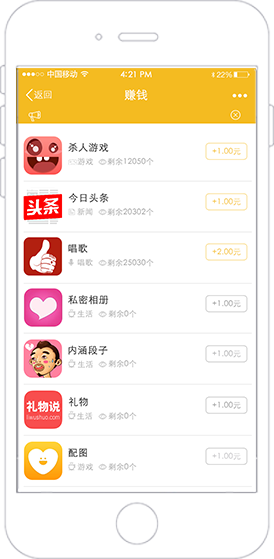 中国移动 4:21 PM 22%
返回 赚钱
杀人游戏
游戏 剩余12050个
+1.00元
头条
今日头条
新闻 剩余20302个
+1.00元
唱歌
唱歌 剩余25030个
+2.00元
私密相册
生活 剩余个
+1.00元
内涵段子
生活 剩余个
+1.00元
礼物说
liwushuo.com
礼物
生活 剩余个
+1.00元
配图
游戏 剩余个
+1.00元